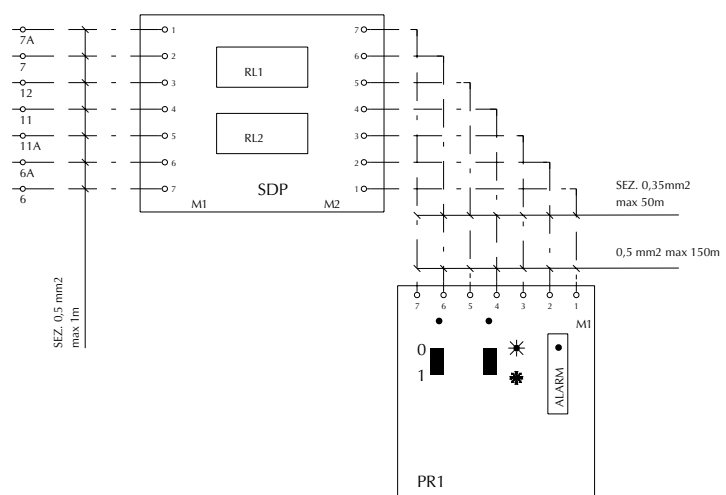 7A
7
12
11
11A
6A
6
1
2
3
4
5
6
7
RL1
RL2
SDP
M1
M2
7
6
5
4
3
2
1
SEZ. 0,5 mm2
max 1m
SEZ. 0,35mm2
max 50m
0,5 mm2 max 150m
7 6 5 4 3 2 1
M1
0
1
ALARM
PR1